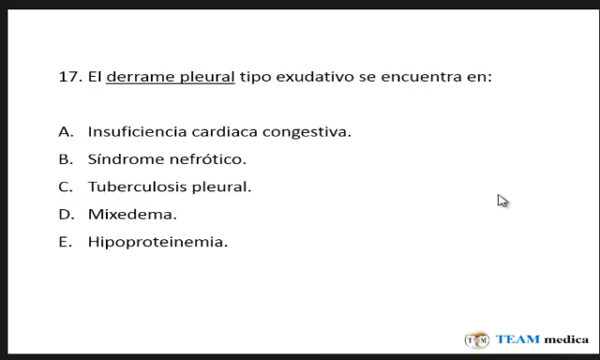 17. El derrame pleural tipo exudativo se encuentra en:
A. Insuficiencia cardiaca congestiva.
B. Síndrome nefrótico.
C. Tuberculosis pleural.
D. Mixedema.
E. Hipoproteinemia.
TEAM medica